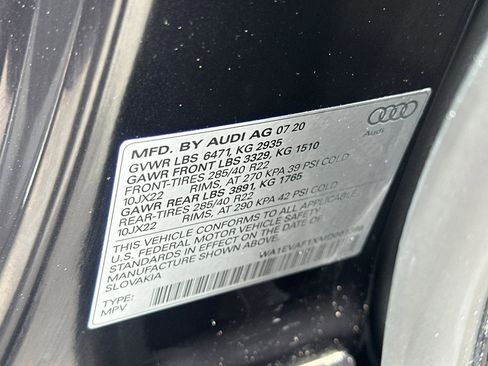 MFD. BY AUDI AG 07 20
GVWR LBS 6471, KG 2935
GAWR FRONT LBS 3329, KG 1510
FRONT-TIRES 285/40 R22
10JX22 RIMS, AT 270 KPA 39 PSI COLD
GAWR REAR LBS 3891, KG 1765
REAR-TIRES 285/40 R22
10JX22 RIMS, AT 290 KPA 42 PSI COLD
THIS VEHICLE CONFORMS TO ALL APPLICABLE
U.S. FEDERAL MOTOR VEHICLE SAFETY
STANDARDS IN EFFECT ON THE DATE OF
MANUFACTURE SHOWN ABOVE.
SLOVAKIA
TYPE:
MPV
Audi